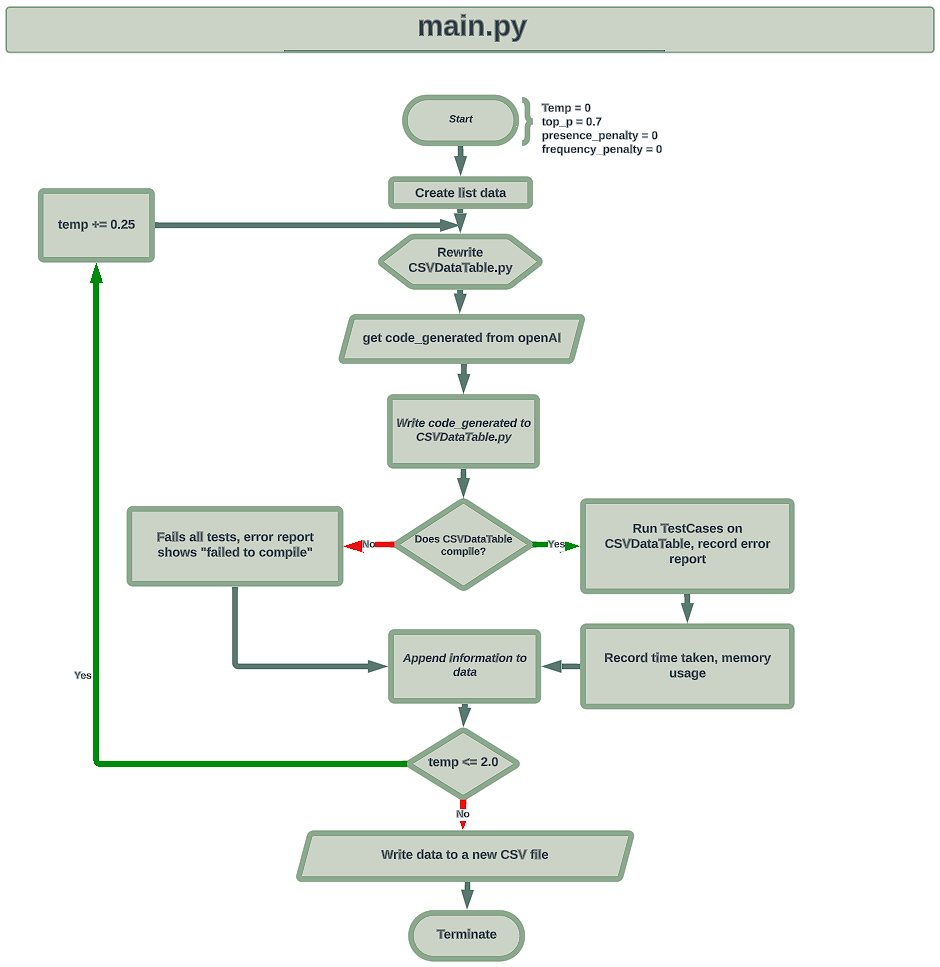 main.py
Start
Temp = 0
top_p = 0.7
presence_penalty = 0
frequency_penalty = 0
Create list data
temp += 0.25
Rewrite
CSVDataTable.py
get code_generated from openAI
Write code_generated to
CSVDataTable.py
Does CSVDataTable
compile?
No
Yes
Fails all tests, error report
shows "failed to compile"
Run TestCases on
CSVDataTable, record error
report
Append information to
data
Record time taken, memory
usage
Yes
temp <= 2.0
No
Write data to a new CSV file
Terminate